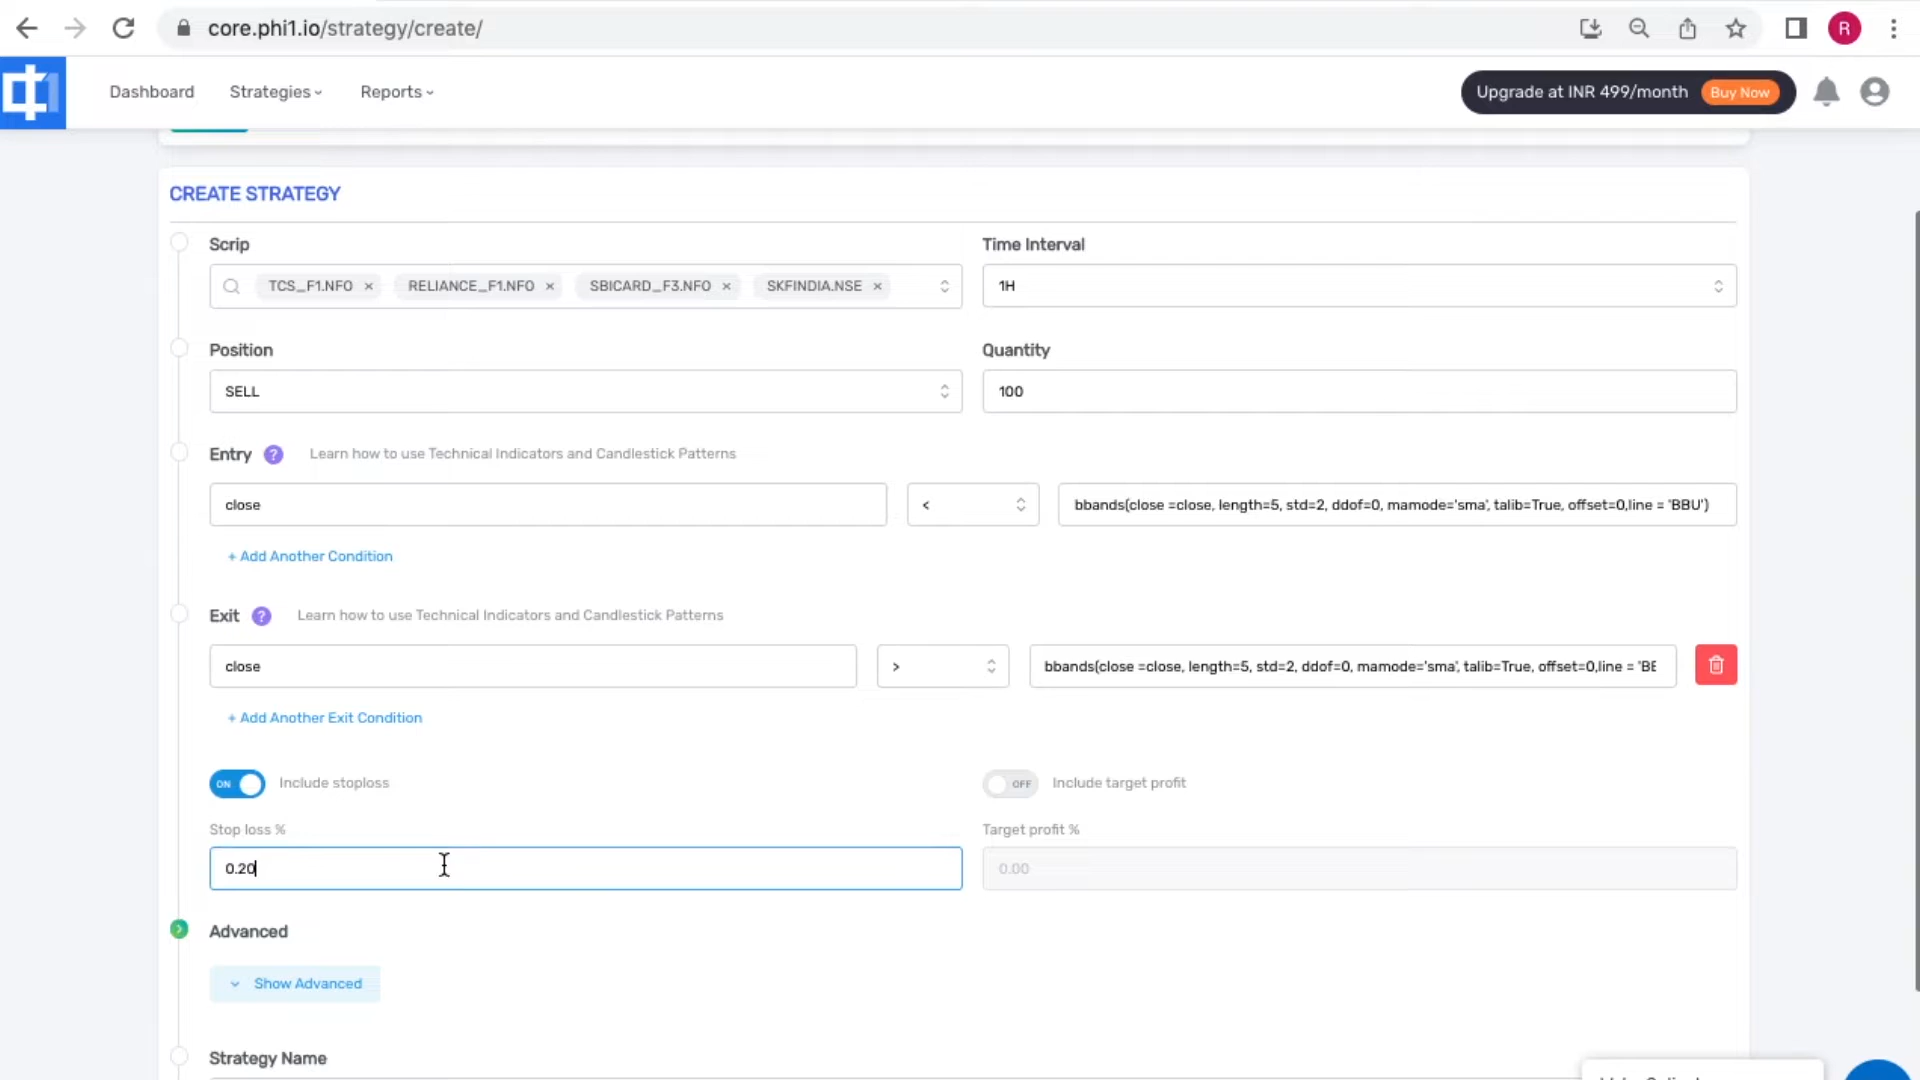 core.phi1.io/strategy/create/
R
Dashboard Strategies Reports
Upgrade at INR 499/month Buy Now
CREATE STRATEGY
Scrip Time Interval
TCS_F1.NFO × RELIANCE_F1.NFO × SBICARD_F3.NFO × SKFINDIA.NSE × 1H
Position Quantity
SELL 100
Entry ? Learn how to use Technical Indicators and Candlestick Patterns
close < bbands(close =close, length=5, std=2, ddof=0, mamode='sma', talib=True, offset=0,line = 'BBU')
+ Add Another Condition
Exit ? Learn how to use Technical Indicators and Candlestick Patterns
close > bbands(close =close, length=5, std=2, ddof=0, mamode='sma', talib=True, offset=0,line = 'BE
+ Add Another Exit Condition
ON Include stoploss OFF Include target profit
Stop loss % Target profit %
0.20 0.00
Advanced
Show Advanced
Strategy Name